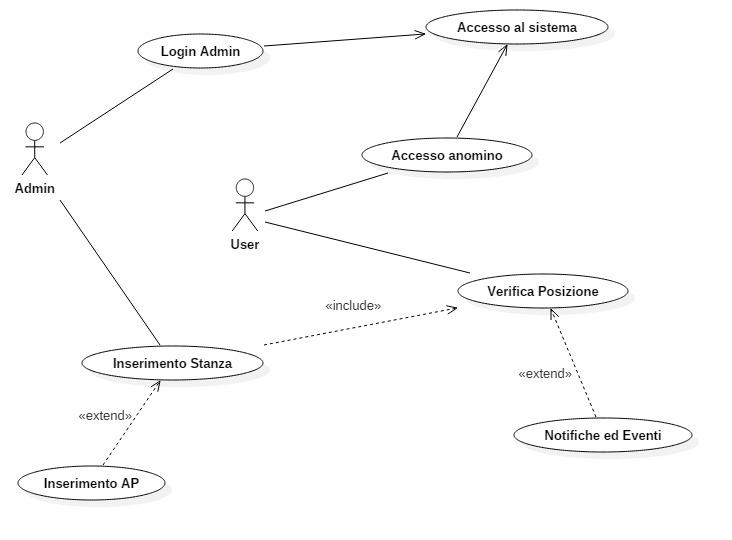 Accesso al sistema
Login Admin
Accesso anomino
Admin
User
Verifica Posizione
«include»
Inserimento Stanza
«extend»
«extend»
Notifiche ed Eventi
Inserimento AP